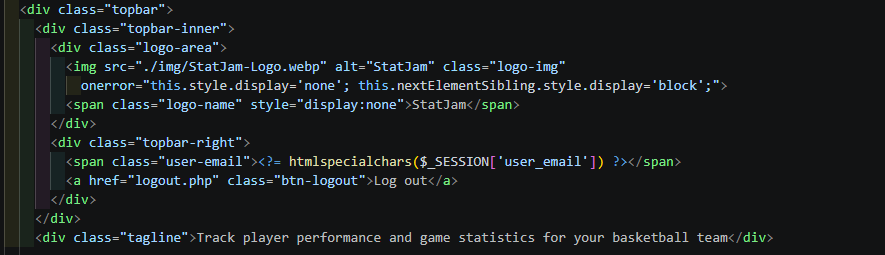 <div class="topbar">
<div class="topbar-inner">
<div class="logo-area">
<img src="./img/StatJam-Logo.webp" alt="StatJam" class="logo-img"
onerror="this.style.display='none'; this.nextElementSibling.style.display='block';">
<span class="logo-name" style="display:none">StatJam</span>
</div>
<div class="topbar-right">
<span class="user-email"><?= htmlspecialchars($_SESSION['user_email']) ?></span>
<a href="logout.php" class="btn-logout">Log out</a>
</div>
</div>
<div class="tagline">Track player performance and game statistics for your basketball team</div>